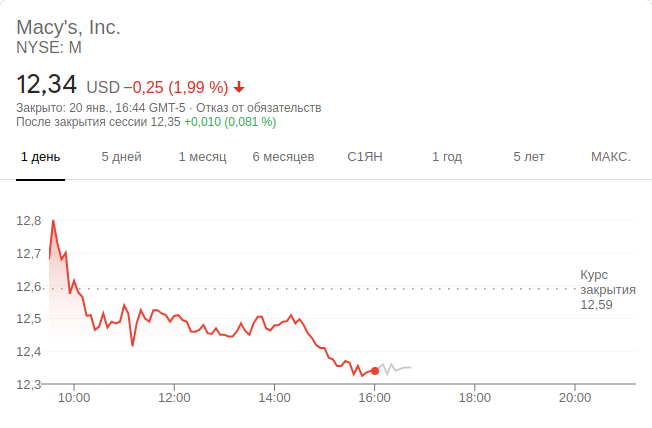 Macy's, Inc.
NYSE: M
12,34 USD −0,25 (1,99 %)
Закрыто: 20 янв., 16:44 GMT-5 · Отказ от обязательств
После закрытия сессии 12,35 +0,010 (0,081 %)
1 день 5 дней 1 месяц 6 месяцев С1ЯН 1 год 5 лет МАКС.
12,8
12,7
12,6
12,5
12,4
12,3
Курс
закрытия
12,59
10:00 12:00 14:00 16:00 18:00 20:00